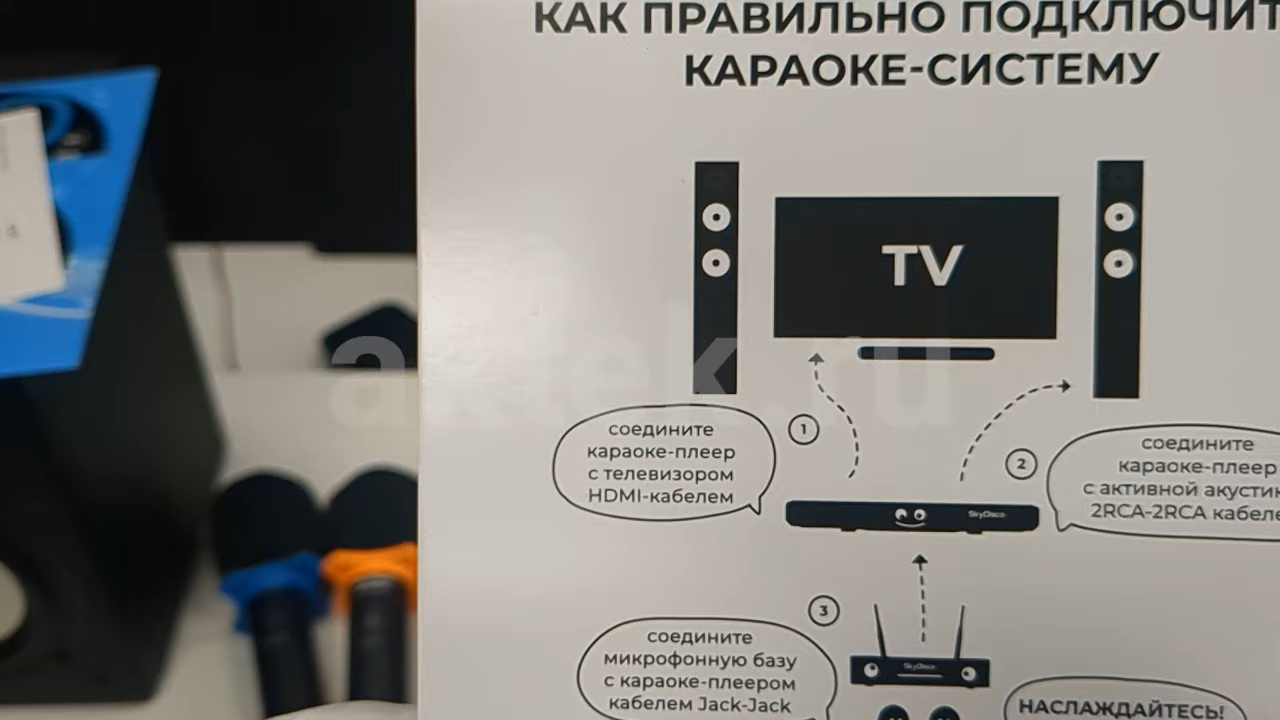 КАК ПРАВИЛЬНО ПОДКЛЮЧИТ
КАРАОКЕ-СИСТЕМУ
TV
1
соедините
караоке-плеер
с телевизором
HDMI-кабелем
2
соедините
караоке-плеер
с активной акустик
2RCA-2RCA кабеле
SkyDisco
3
соедините
микрофонную базу
с караоке-плеером
кабелем Jack-Jack
SkyDisco
НАСЛАЖДАЙТЕСЬ!